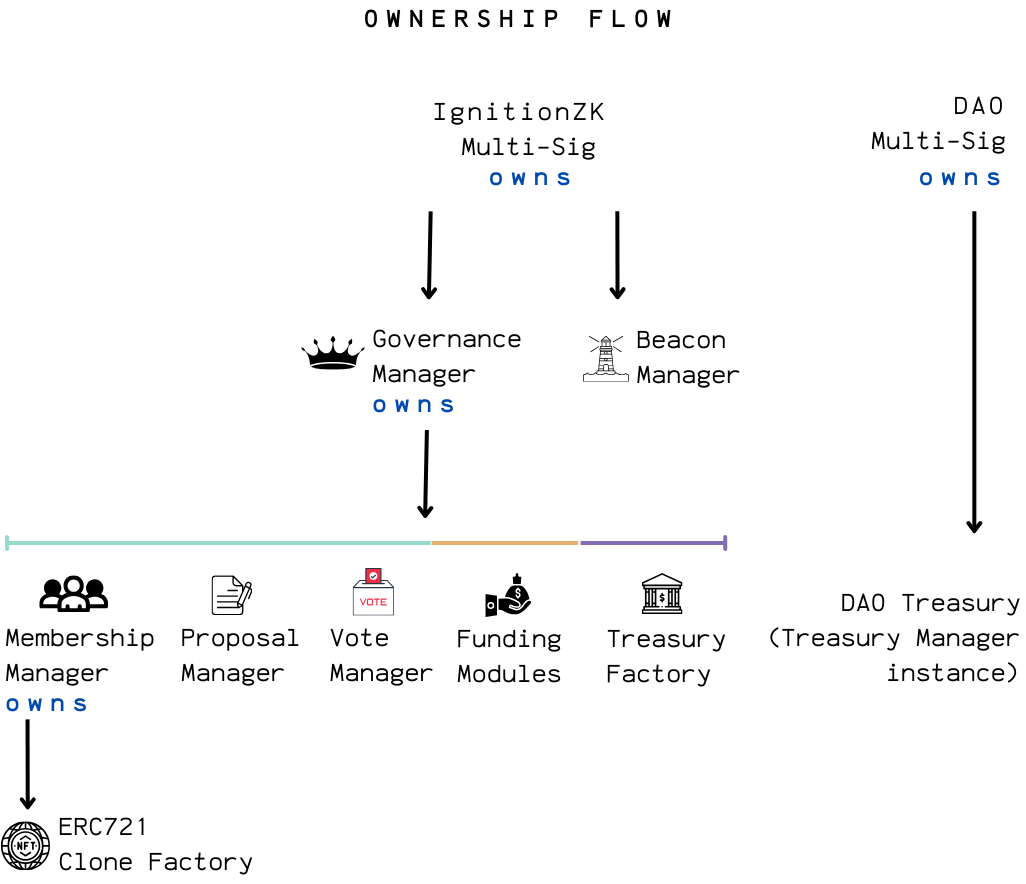 OWNERSHIP FLOW
IgnitionZK
Multi-Sig
owns
DAO
Multi-Sig
owns
Governance
Manager
owns
Beacon
Manager
Membership
Manager
owns
Proposal
Manager
VOTE
Vote
Manager
Funding
Modules
Treasury
Factory
DAO Treasury
(Treasury Manager
instance)
NFT
ERC721
Clone Factory